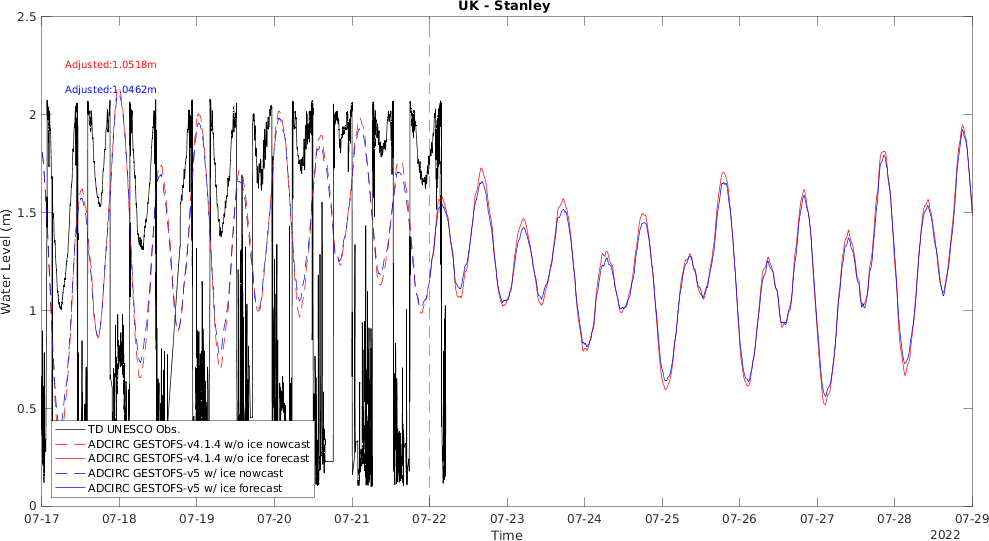 UK - Stanley
2.5
Adjusted:1.0518m
Adjusted:1.0462m
2
1.5
Water Level (m)
1
0.5
TD UNESCO Obs.
ADCIRC GESTOFS-v4.1.4 w/o ice nowcast
ADCIRC GESTOFS-v4.1.4 w/o ice forecast
ADCIRC GESTOFS-v5 w/ ice nowcast
ADCIRC GESTOFS-v5 w/ ice forecast
0
07-17 07-18 07-19 07-20 07-21 07-22 07-23 07-24 07-25 07-26 07-27 07-28 07-29
Time
2022